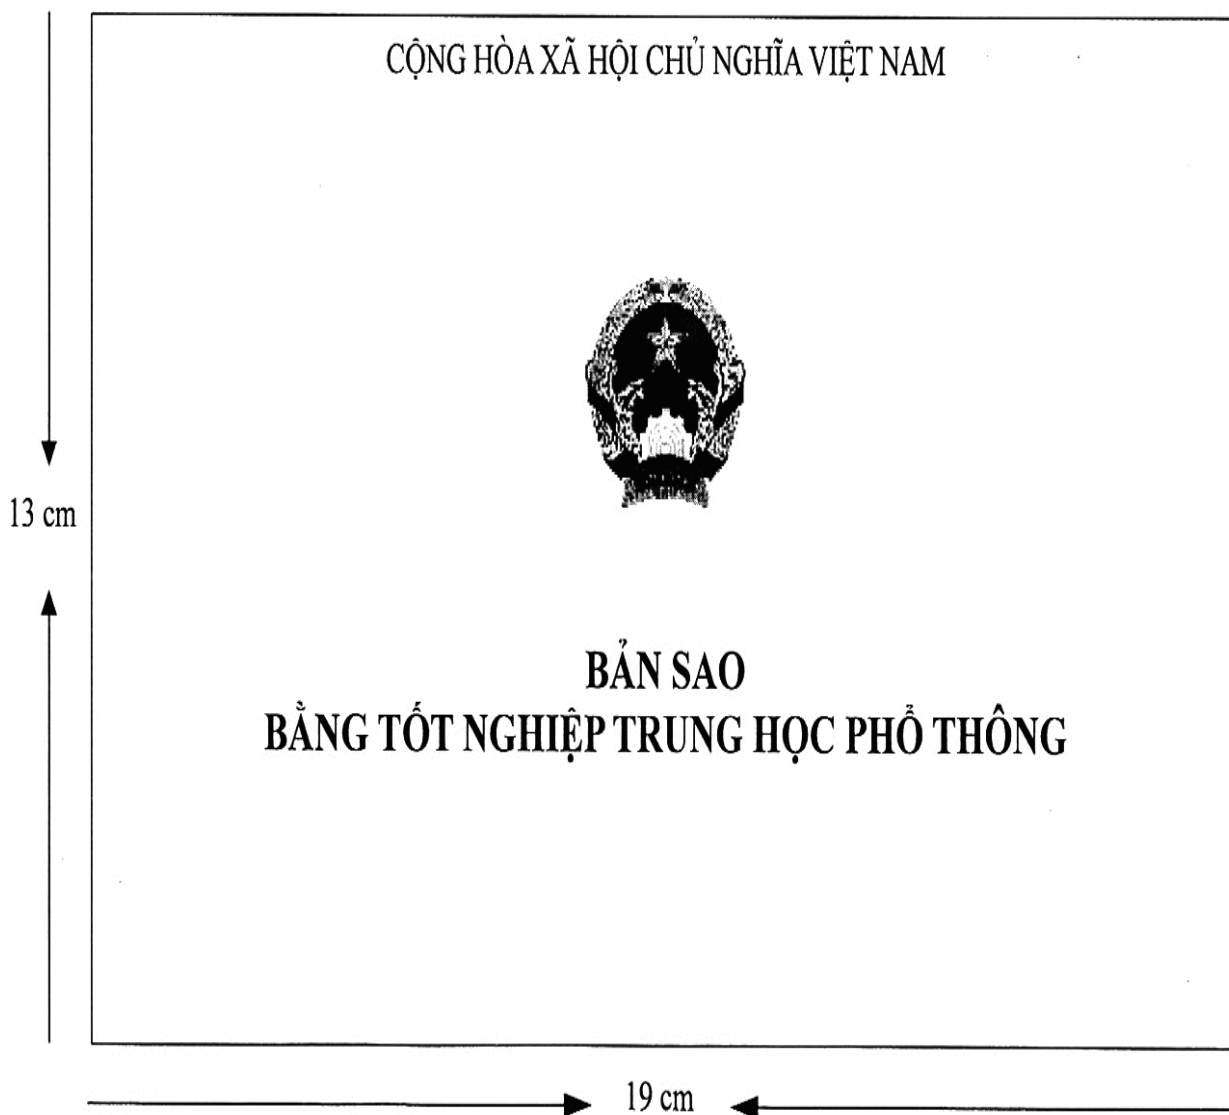 CỘNG HÒA XÃ HỘI CHỦ NGHĨA VIỆT NAM
13 cm
BẢN SAO
BẰNG TỐT NGHIỆP TRUNG HỌC PHỔ THÔNG
19 cm